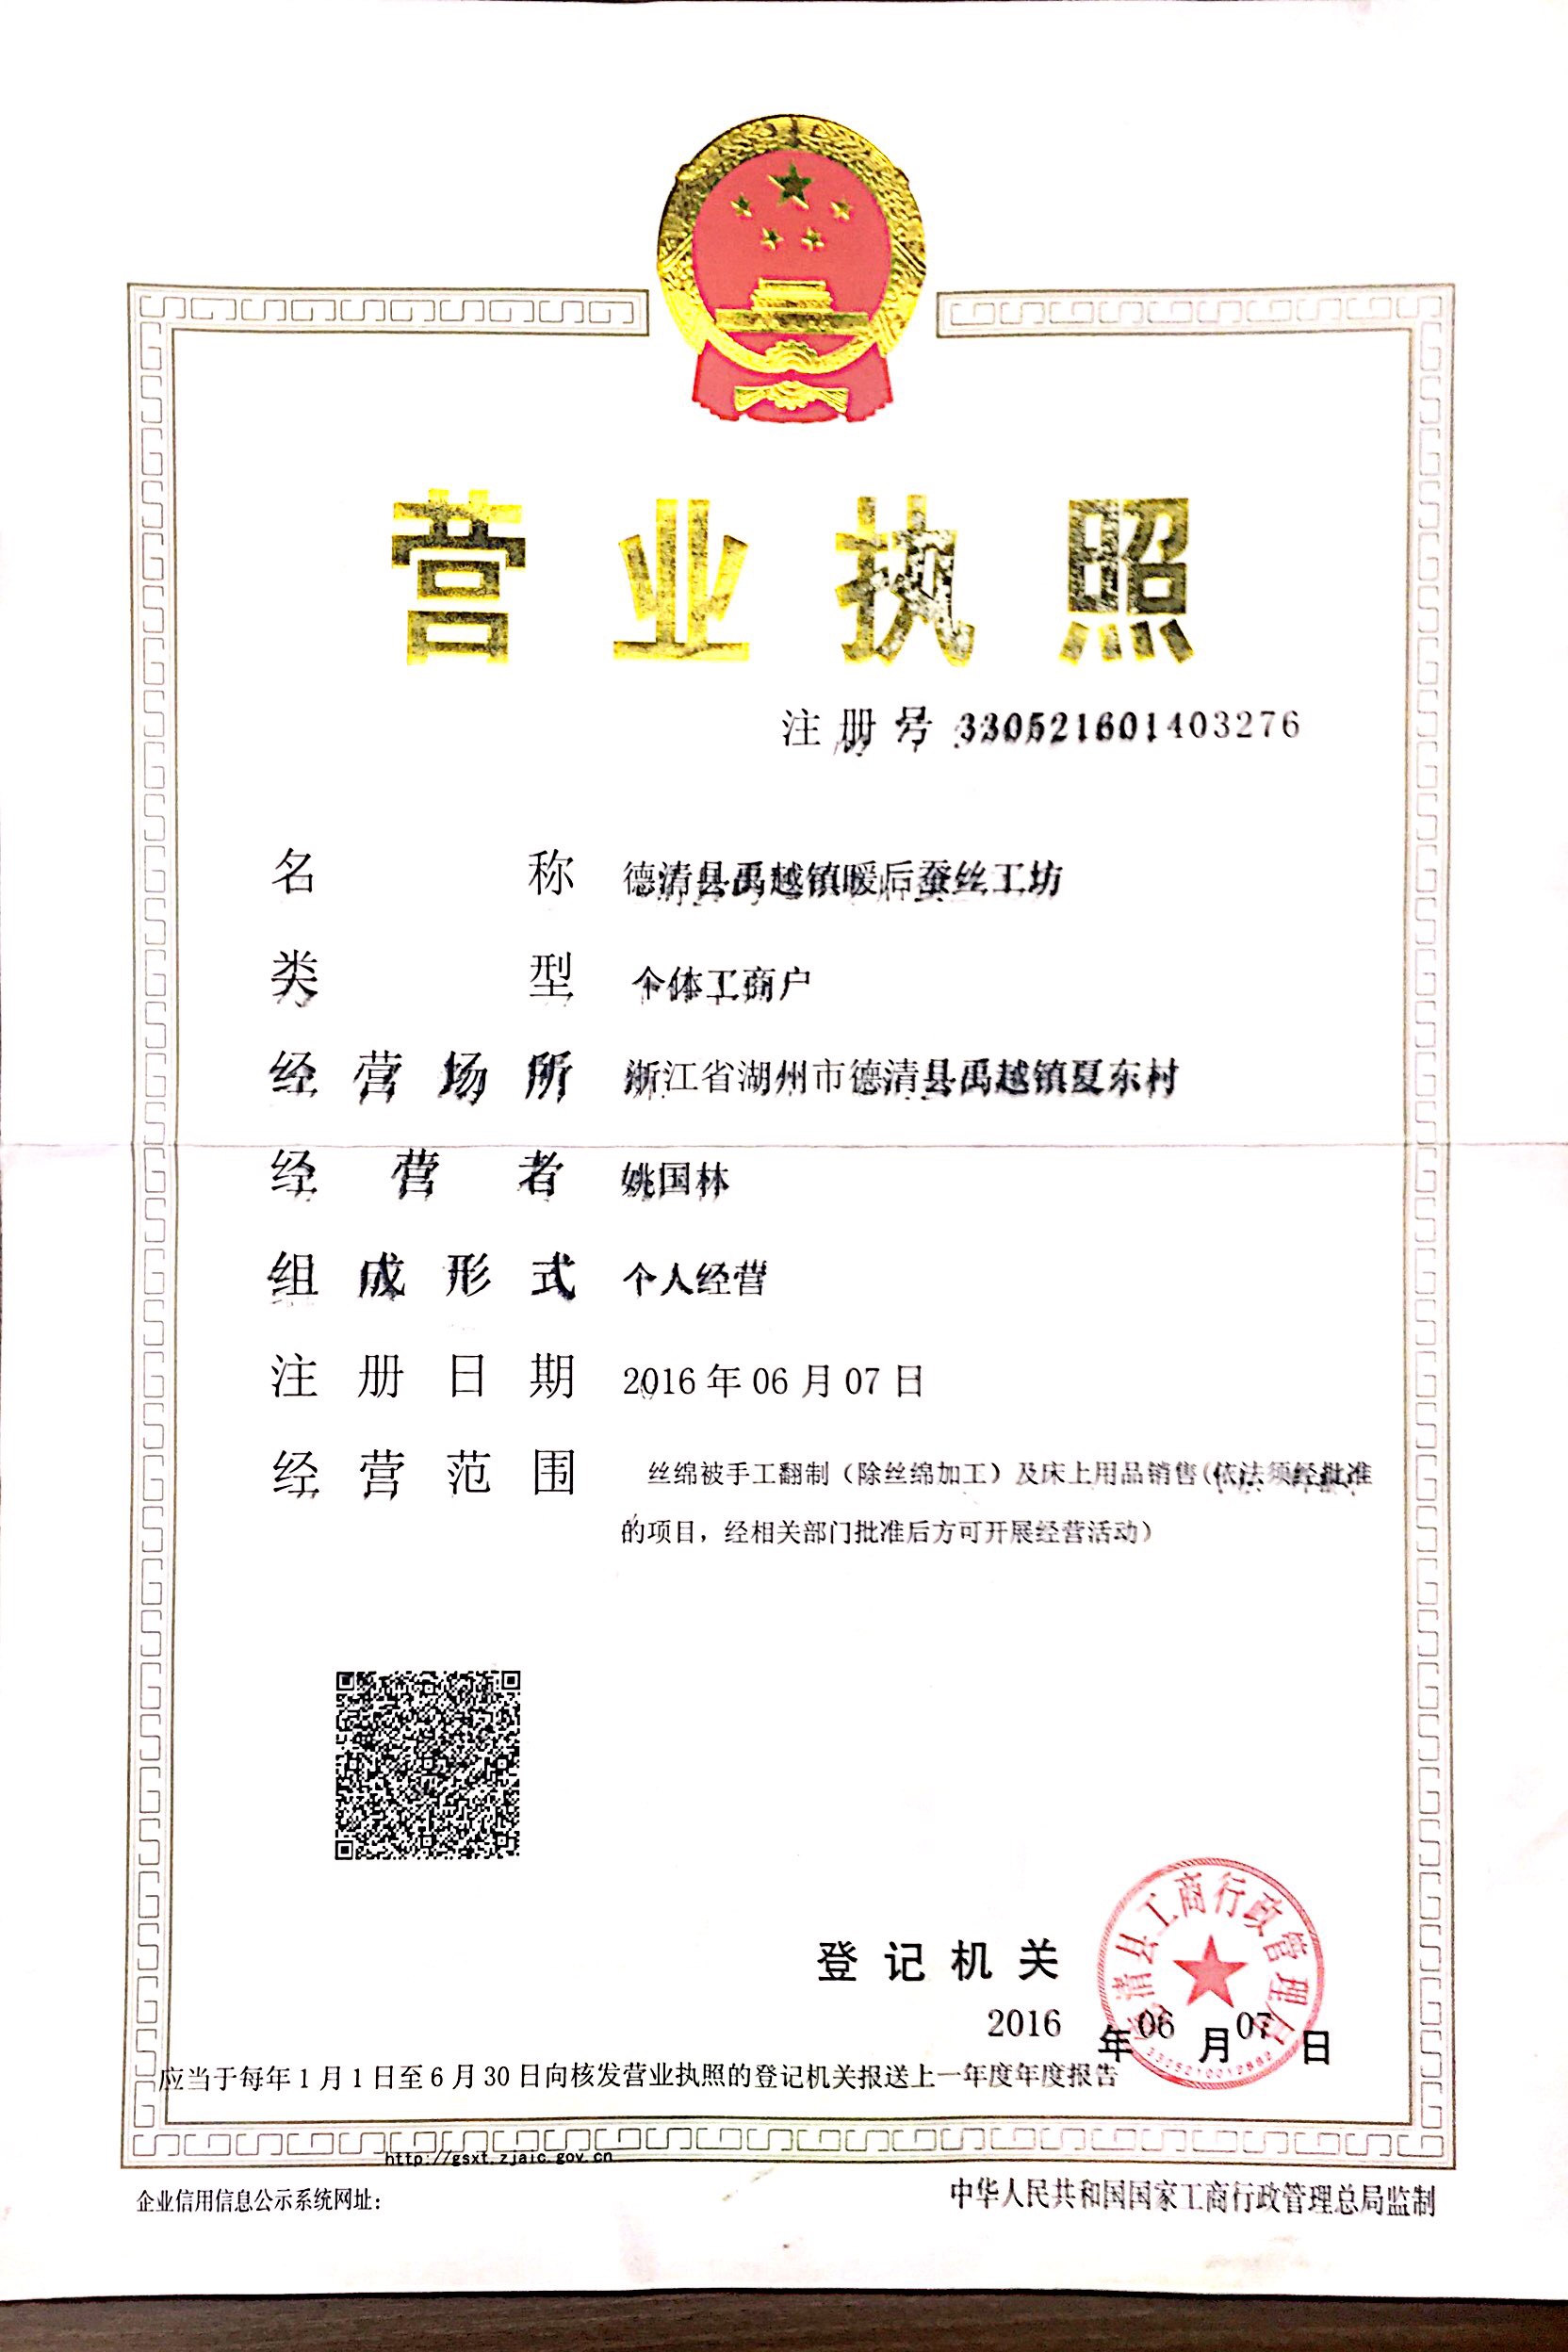 营业执照
注册号 330521601403276
名称 德清县禹越镇暖后蚕丝工坊
类型 个体工商户
经营场所 浙江省湖州市德清县禹越镇夏东村
经营者 姚国林
组成形式 个人经营
注册日期 2016年06月07日
经营范围 丝绵被手工翻制（除丝绵加工）及床上用品销售(依法须经批准
的项目，经相关部门批准后方可开展经营活动）
德清县工商行政管理局
登记机关
2016年06月07日
3305210012889
应当于每年1月1日至6月30日向核发营业执照的登记机关报送上一年度年度报告
http://gsxt.zjaic.gov.cn
企业信用信息公示系统网址：
中华人民共和国国家工商行政管理总局监制